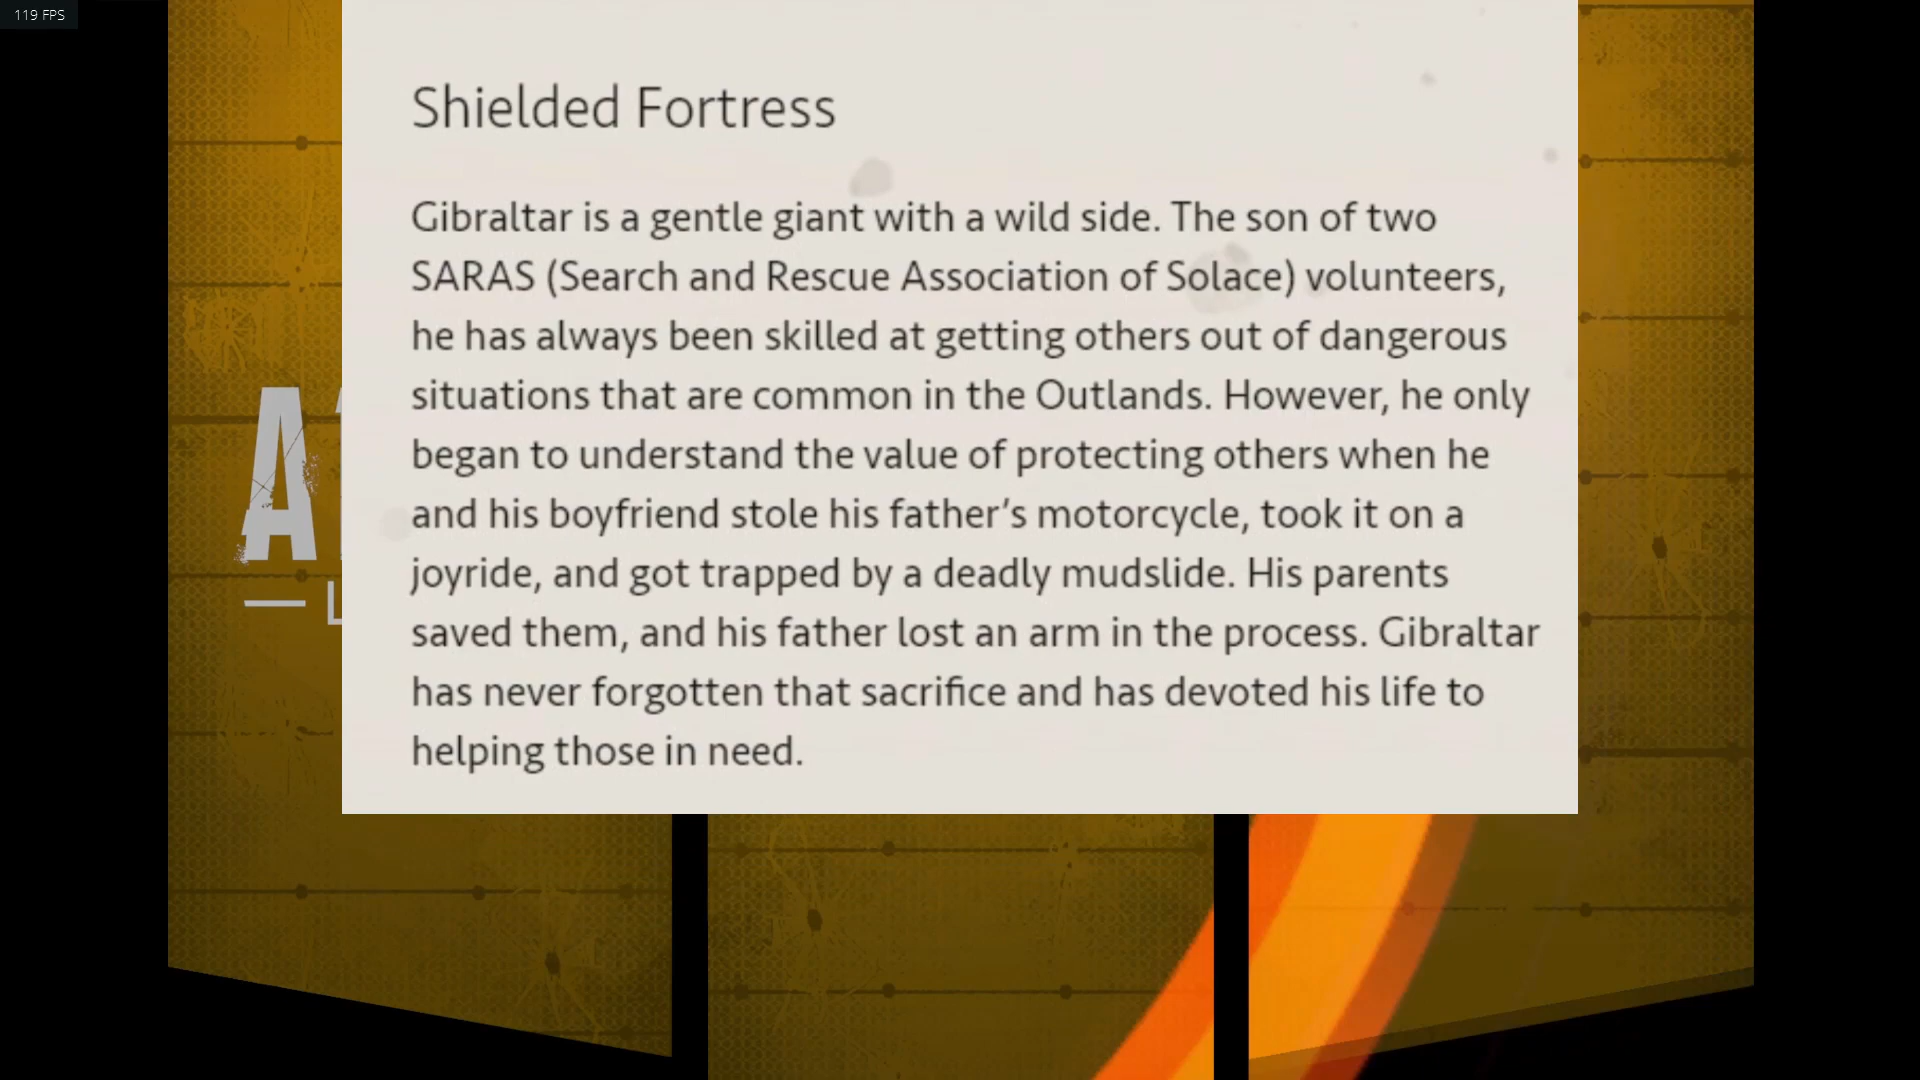 119 FPS
Shielded Fortress
Gibraltar is a gentle giant with a wild side. The son of two
SARAS (Search and Rescue Association of Solace) volunteers,
he has always been skilled at getting others out of dangerous
situations that are common in the Outlands. However, he only
began to understand the value of protecting others when he
and his boyfriend stole his father’s motorcycle, took it on a
joyride, and got trapped by a deadly mudslide. His parents
saved them, and his father lost an arm in the process. Gibraltar
has never forgotten that sacrifice and has devoted his life to
helping those in need.